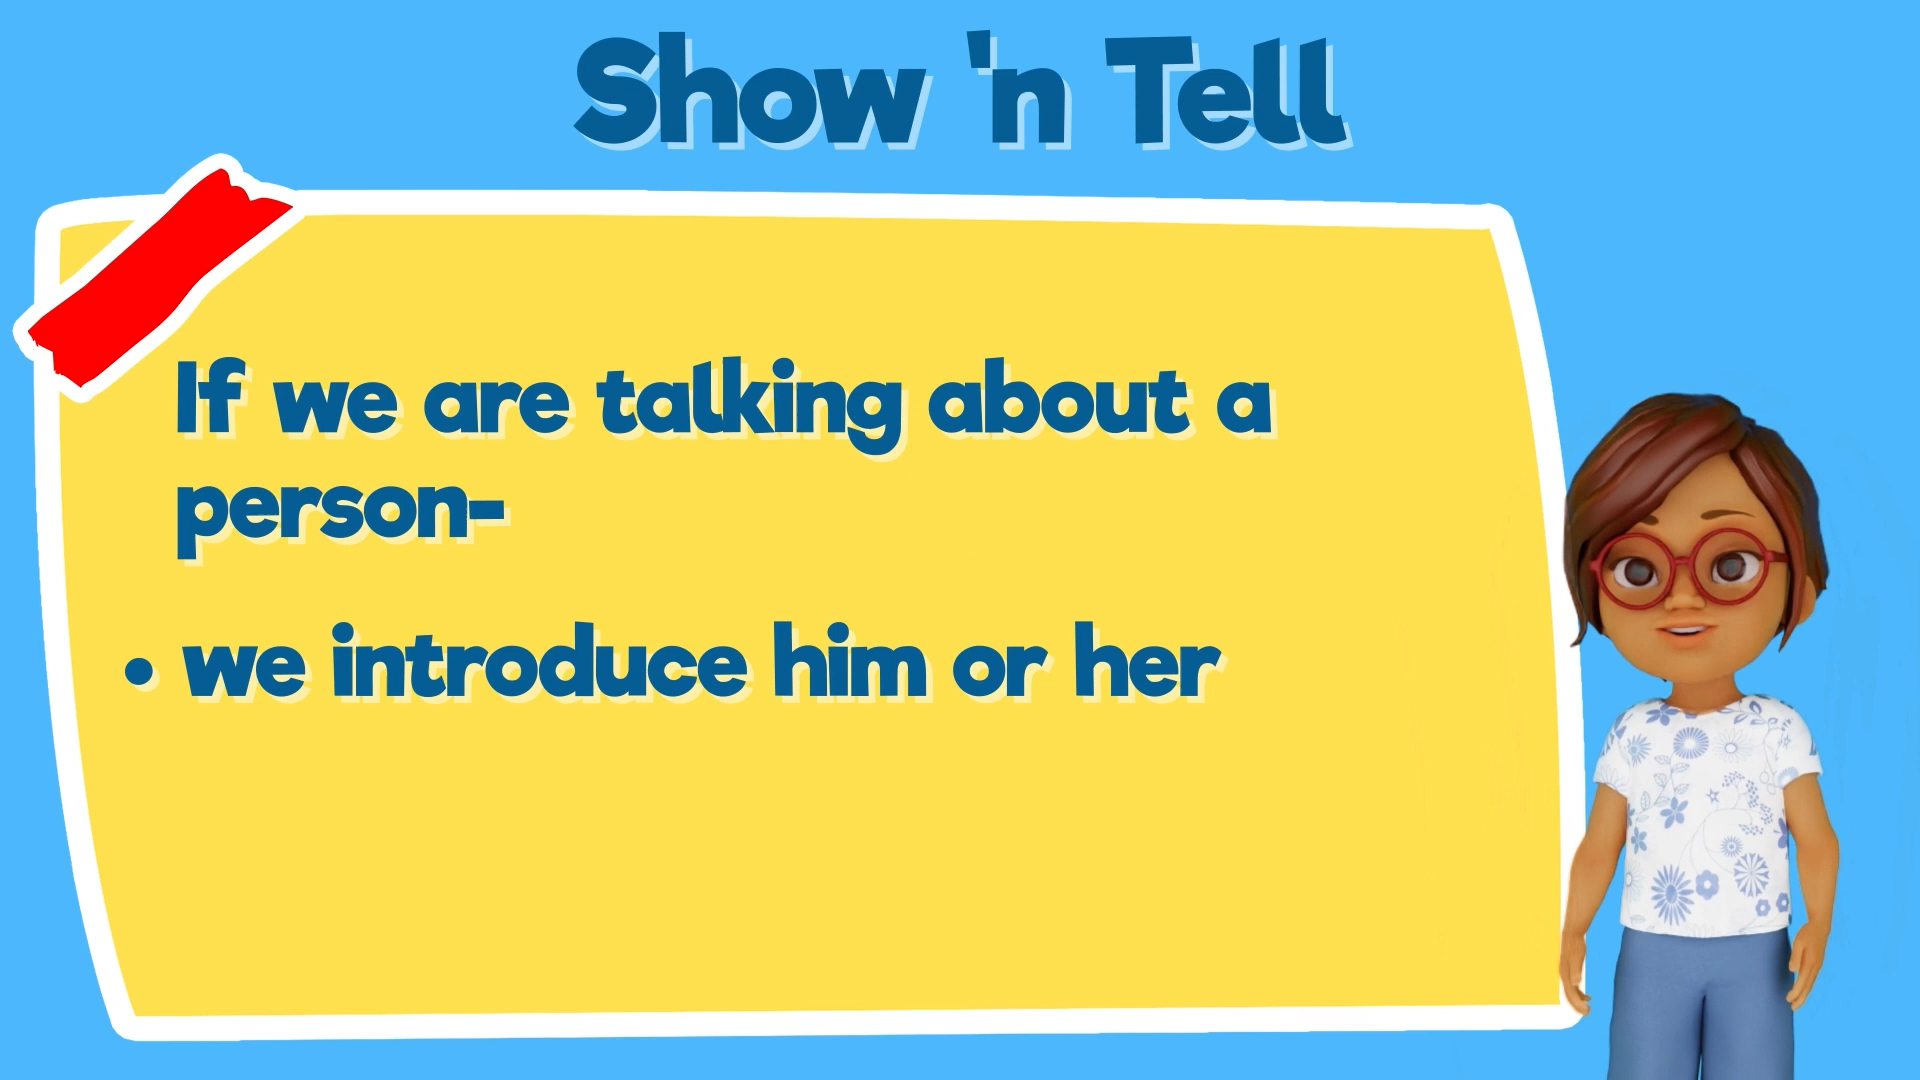 Show 'n Tell
If we are talking about a
person-
• we introduce him or her